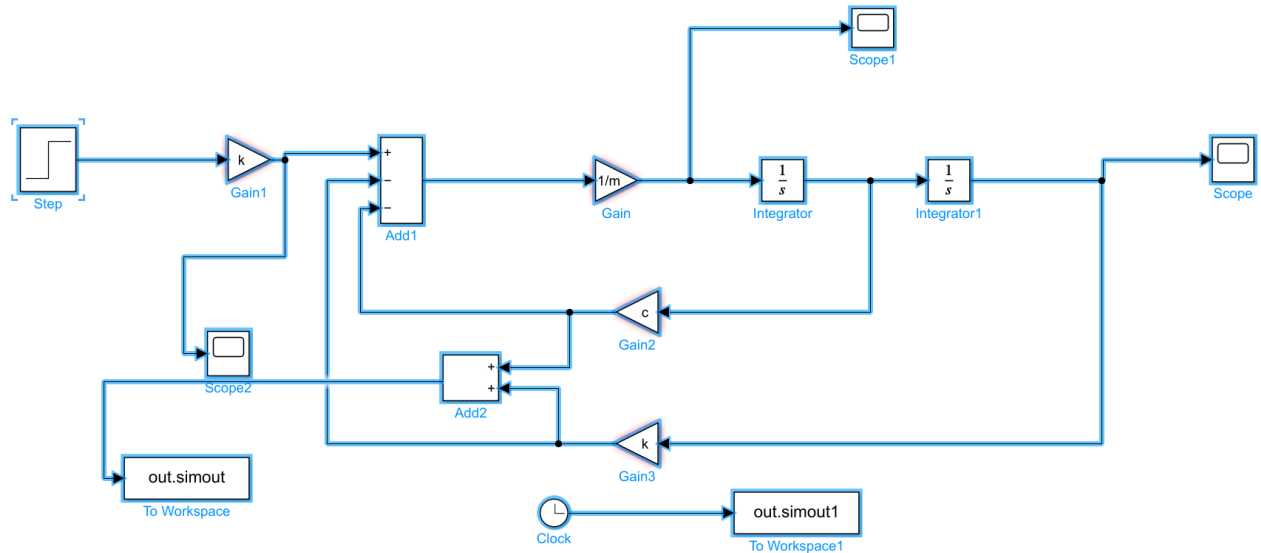 Scope1
Step
k
Gain1
+
−
−
Add1
1/m
Gain
1
s
Integrator
1
s
Integrator1
Scope
c
Gain2
Scope2
+
+
Add2
k
Gain3
out.simout
To Workspace
Clock
out.simout1
To Workspace1